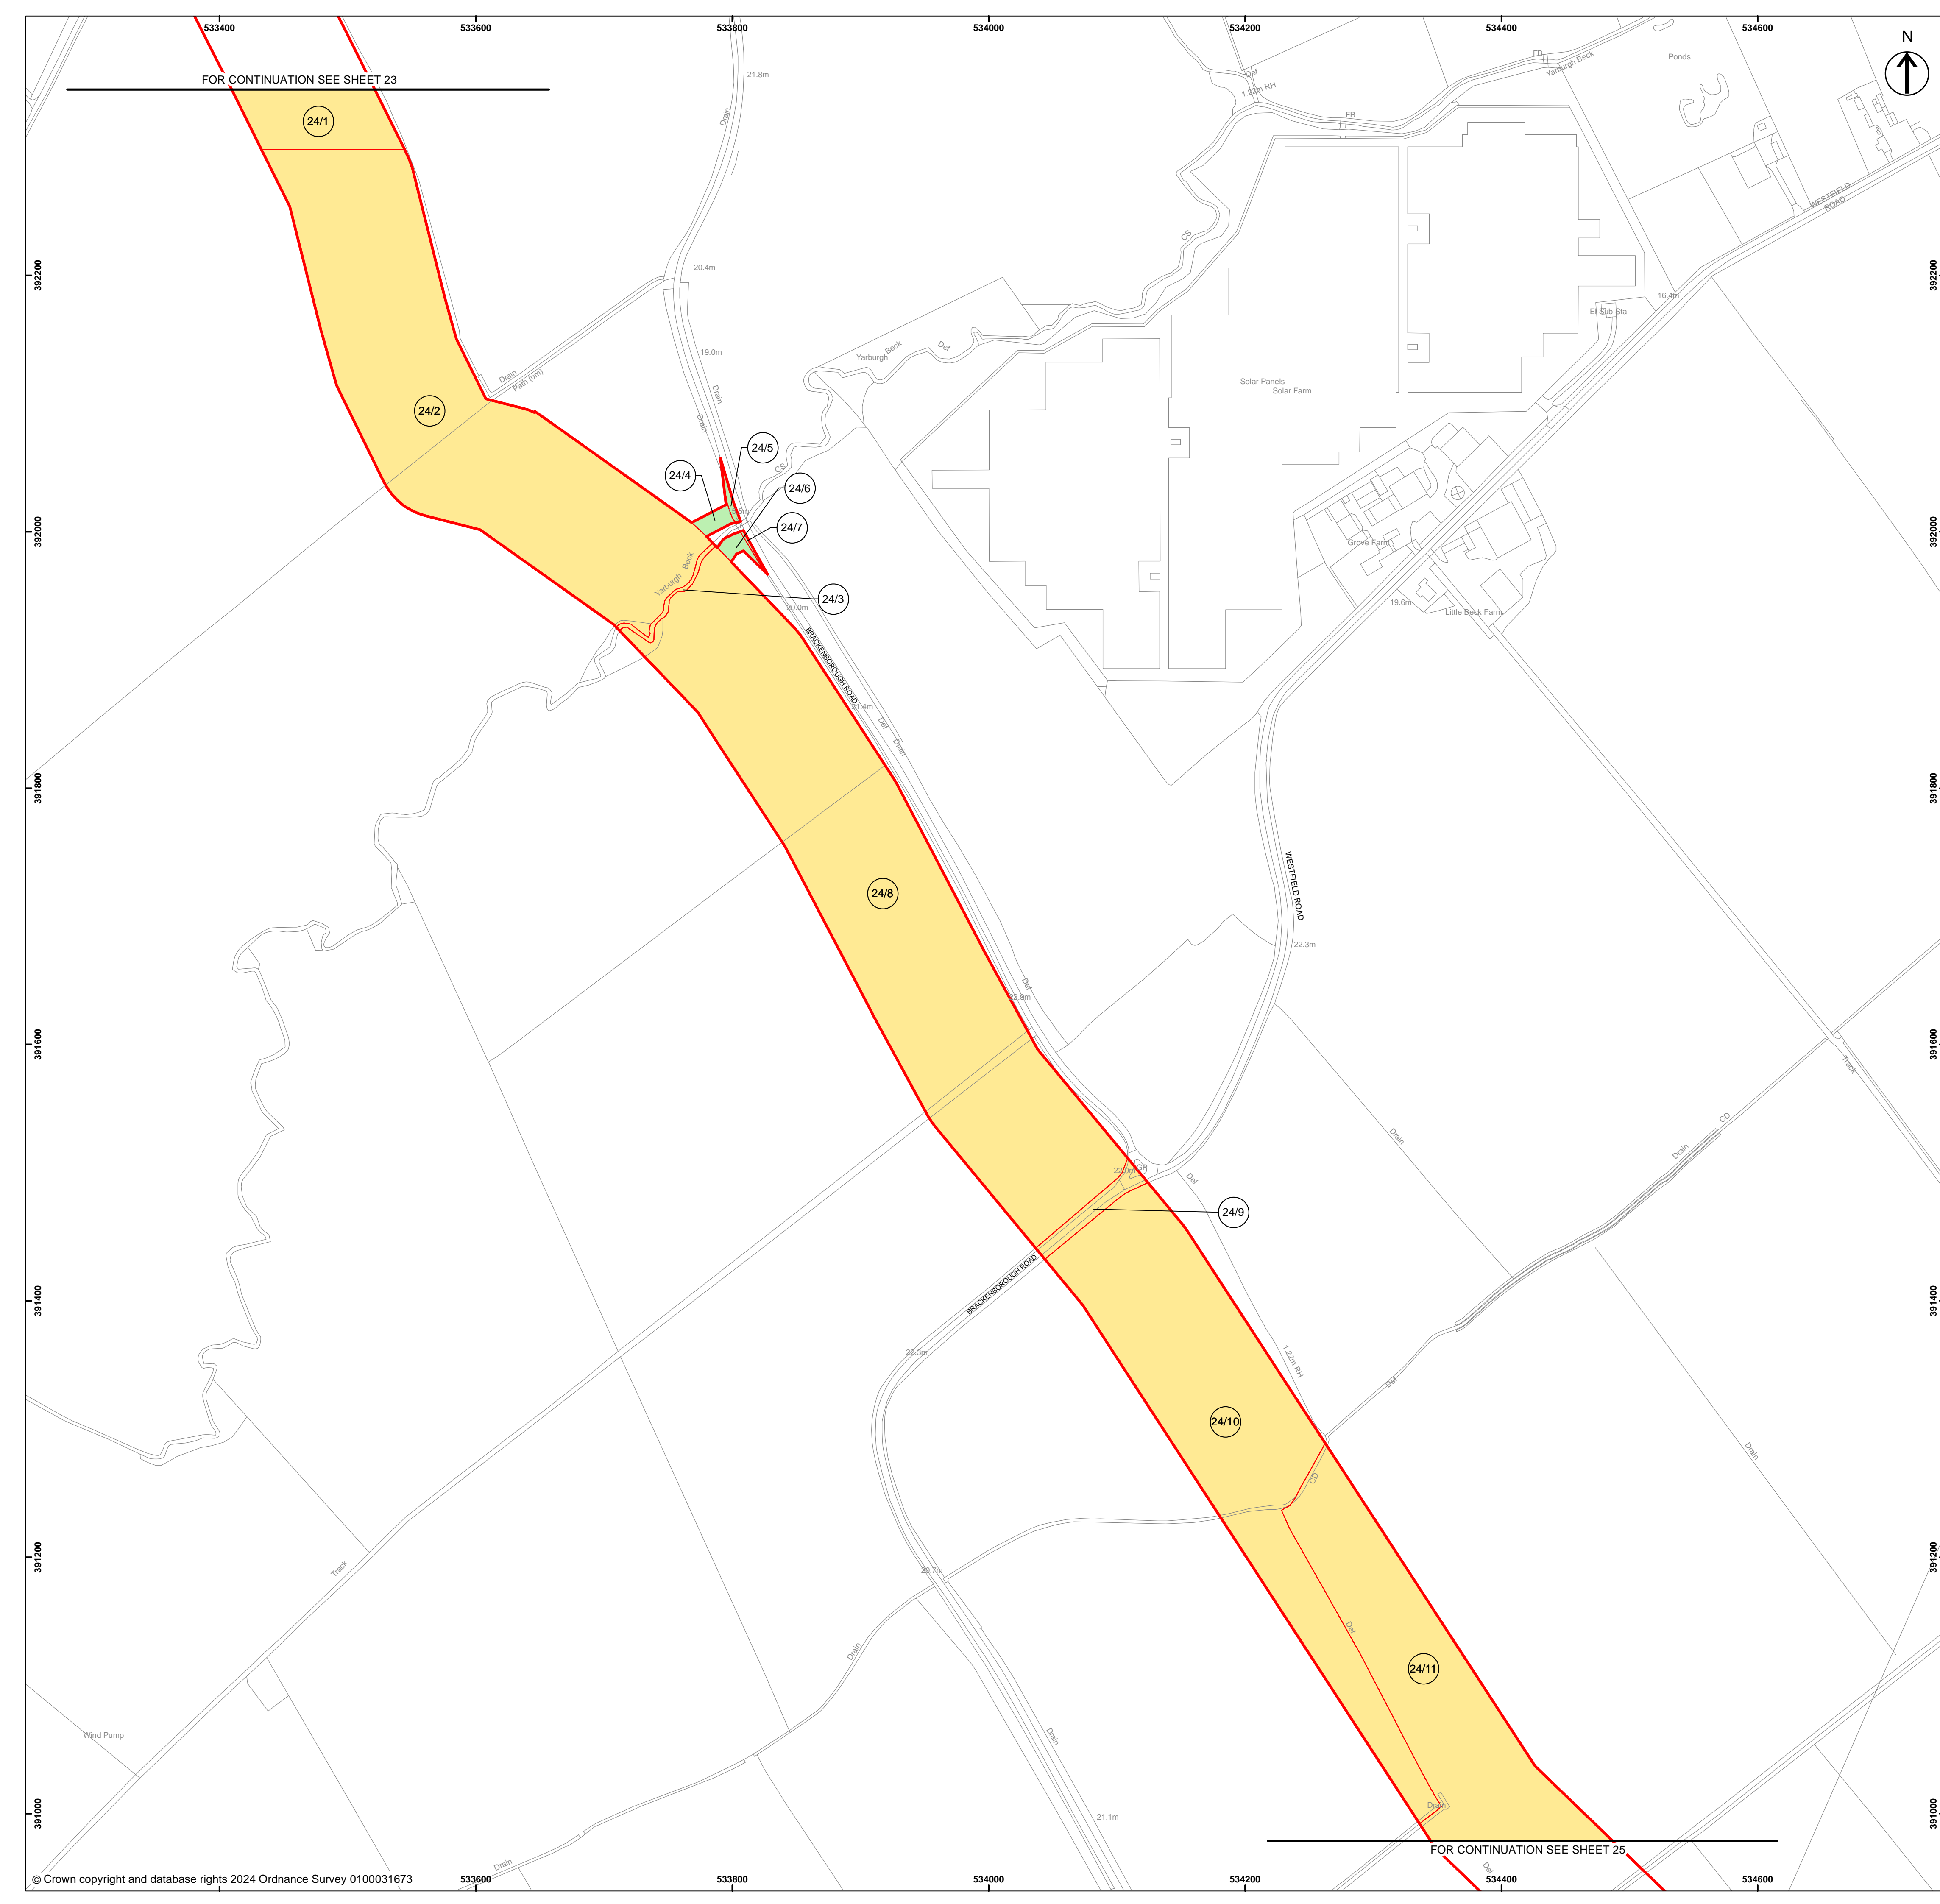 533400
533600
533800
534000
534200
534400
534600
N
FOR CONTINUATION SEE SHEET 23
21.8m
Def
1.22m RH
FB
FB
Yarburgh Beck
Ponds
24/1
Drain
CS
WESTFIELD
ROAD
392200
392200
20.4m
16.4m
El Sub Sta
19.0m
Yarburgh
Beck
Def
Drain
Path (um)
Drain
Drain
Solar Panels
Solar Farm
24/2
24/5
24/4
CS
24/6
24/7
392000
392000
Grove Farm
Yarburgh
Beck
24/3
20.0m
19.6m
Little Beck Farm
BRACKENBOROUGH ROAD
21.4m
Def
Drain
391800
391800
24/8
WESTFIELD ROAD
22.3m
Def
22.8m
391600
391600
Track
CD
Drain
Drain
GP
22.0m
Def
24/9
BRACKENBOROUGH ROAD
391400
391400
22.3m
1.22m RH
Def
24/10
CD
Drain
391200
391200
Track
20.7m
Def
Drain
24/11
Wind Pump
Drain
391000
391000
Drain
21.1m
FOR CONTINUATION SEE SHEET 25
Def
Drain
© Crown copyright and database rights 2024 Ordnance Survey 0100031673
533600
533800
534000
534200
534400
534600